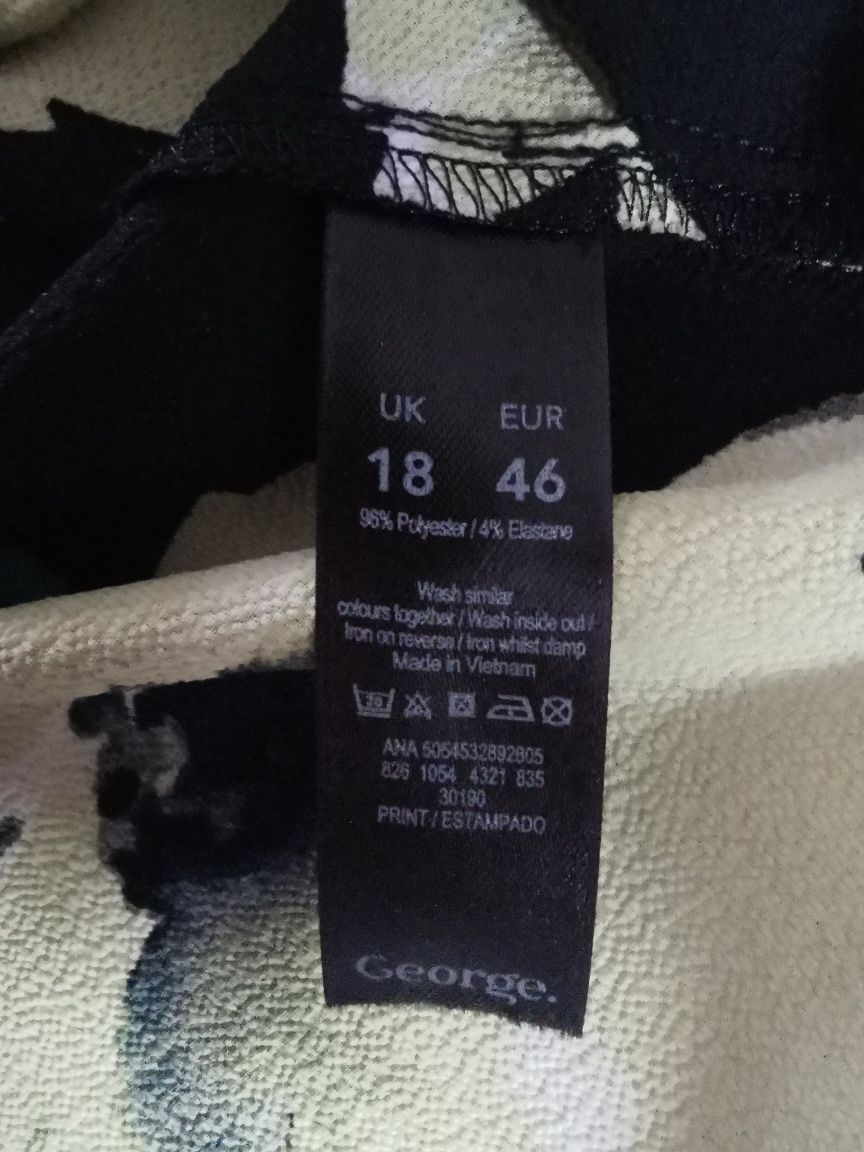 UK EUR
18 46
96% Polyester / 4% Elastane
Wash similar
colours together / Wash inside out /
Iron on reverse / Iron whilst damp
Made in Vietnam
30
ANA 5054532892805
826 1054 4321 835
30190
PRINT / ESTAMPADO
George.